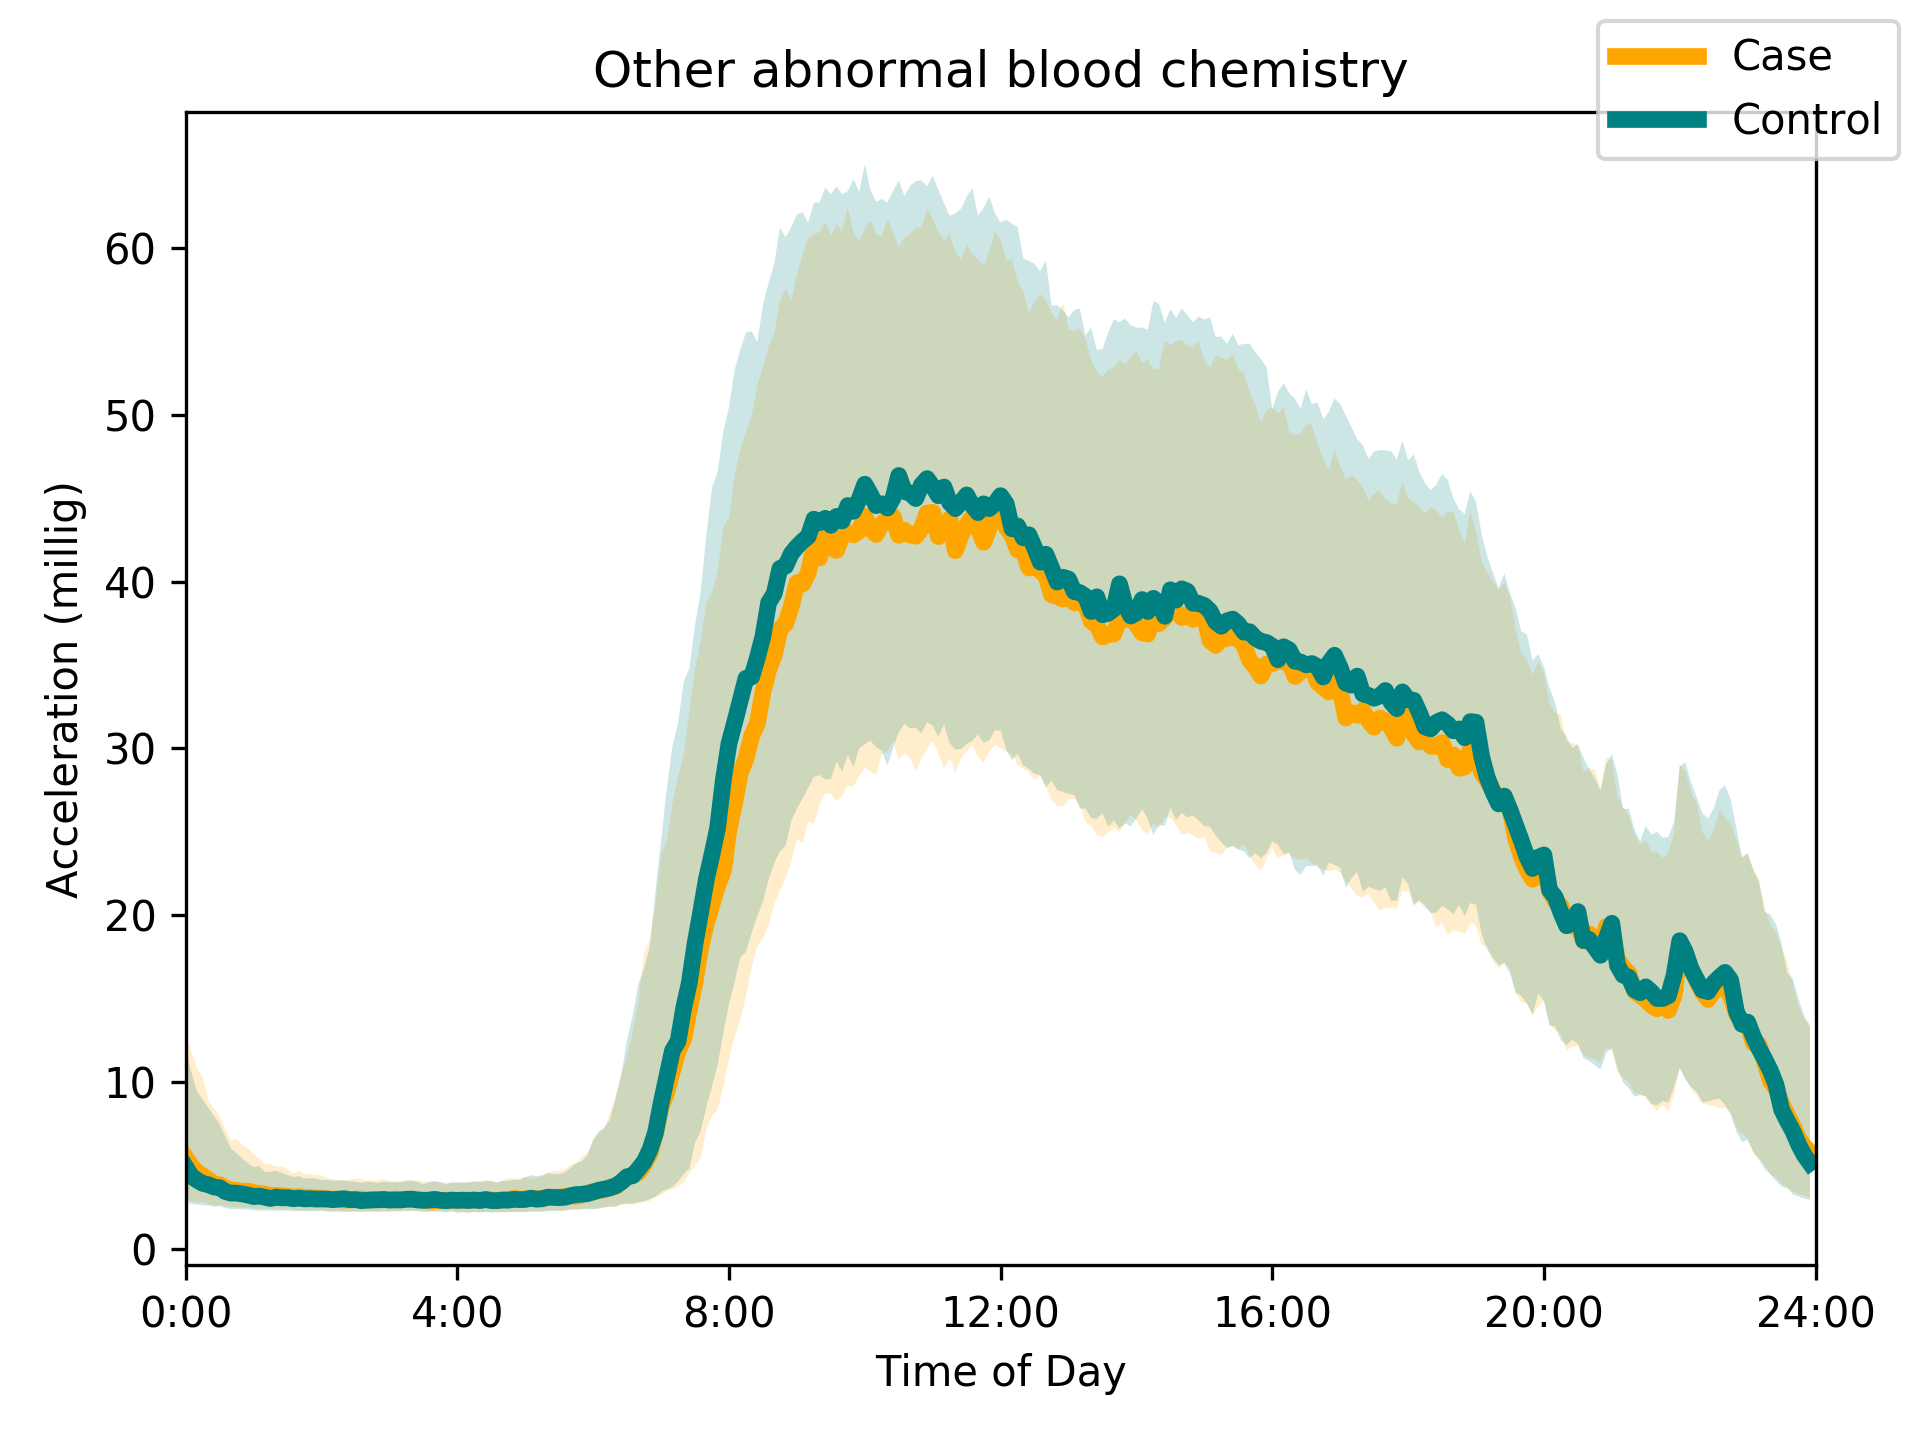 Other abnormal blood chemistry
Case
Control
Acceleration (millig)
60
50
40
30
20
10
0
0:00 4:00 8:00 12:00 16:00 20:00 24:00
Time of Day